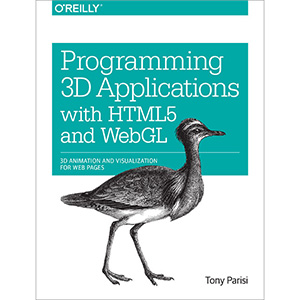 O'REILLY®
Programming
3D Applications
with HTML5
and WebGL
3D ANIMATION AND VISUALIZATION
FOR WEB PAGES
Tony Parisi